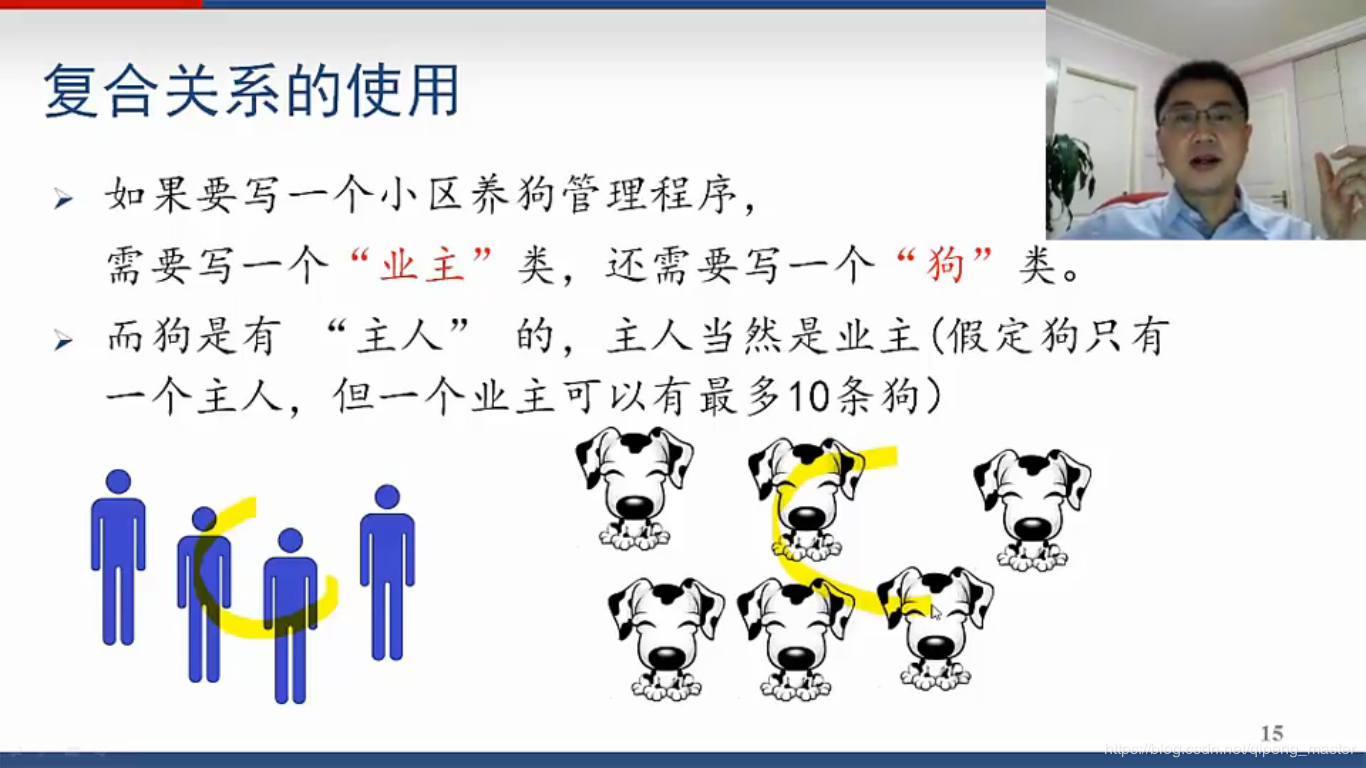 复合关系的使用
如果要写一个小区养狗管理程序，
需要写一个“业主”类，还需要写一个“狗”类。
而狗是有 “主人” 的，主人当然是业主(假定狗只有
一个主人，但一个业主可以有最多10条狗）
15
https://blog.csdn.net/qipeng_master